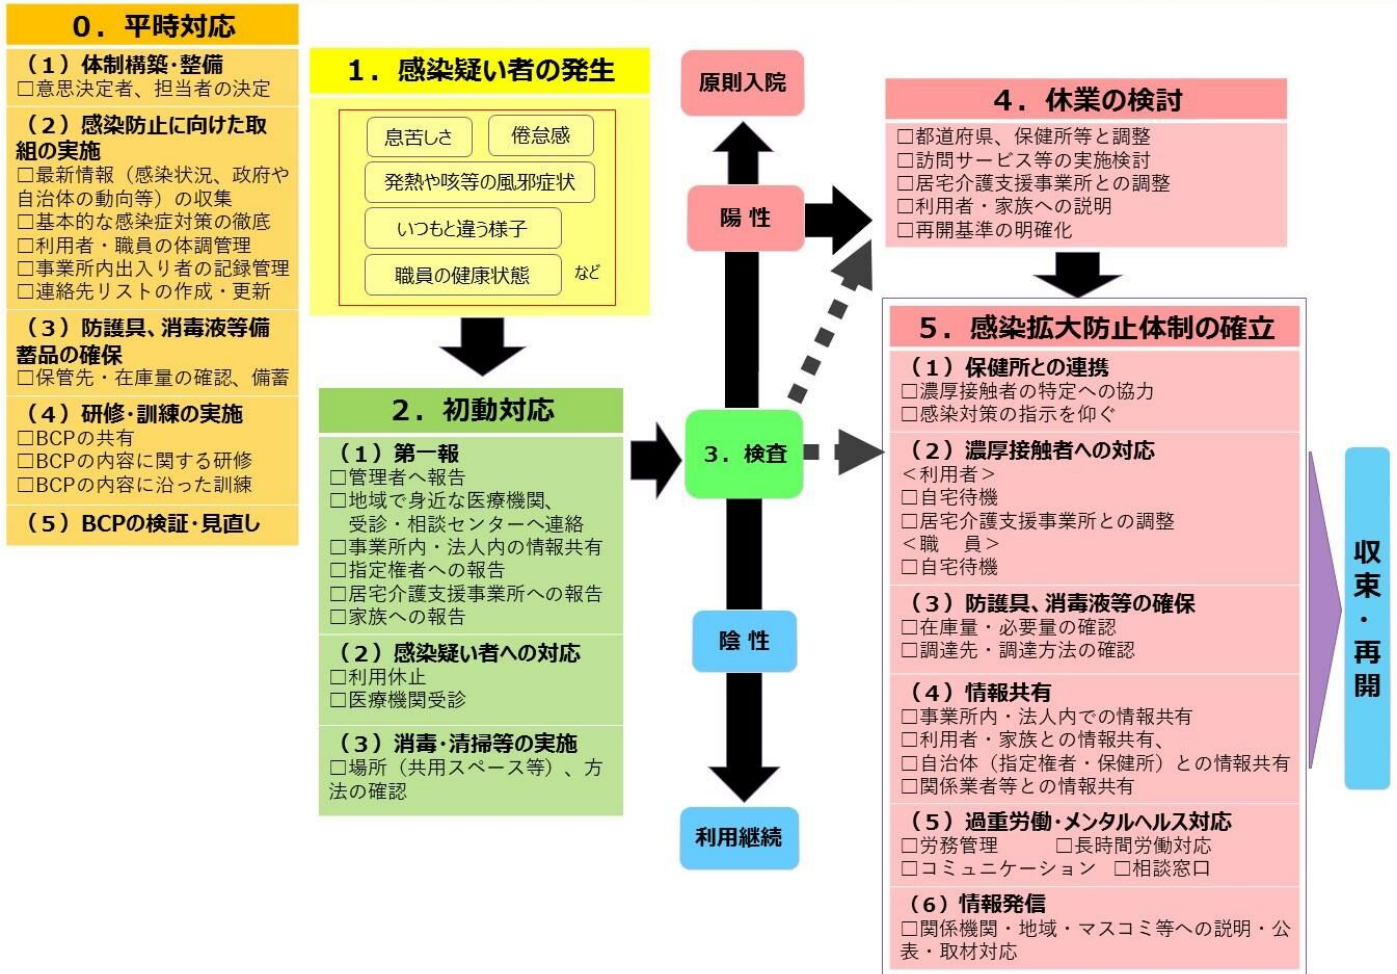 ０．平時対応
（１）体制構築・整備
□意思決定者、担当者の決定
（２）感染防止に向けた取
組の実施
□最新情報（感染状況、政府や
自治体の動向等）の収集
□基本的な感染症対策の徹底
□利用者・職員の体調管理
□事業所内出入り者の記録管理
□連絡先リストの作成・更新
（３）防護具、消毒液等備
蓄品の確保
□保管先・在庫量の確認、備蓄
（４）研修・訓練の実施
□BCPの共有
□BCPの内容に関する研修
□BCPの内容に沿った訓練
（５）BCPの検証・見直し
１．感染疑い者の発生
息苦しさ
倦怠感
発熱や咳等の風邪症状
いつもと違う様子
職員の健康状態
など
２．初動対応
（１）第一報
□管理者へ報告
□地域で身近な医療機関、
受診・相談センターへ連絡
□事業所内・法人内の情報共有
□指定権者への報告
□居宅介護支援事業所への報告
□家族への報告
（２）感染疑い者への対応
□利用休止
□医療機関受診
（３）消毒・清掃等の実施
□場所（共用スペース等）、方
法の確認
原則入院
陽 性
３．検査
陰 性
利用継続
４．休業の検討
□都道府県、保健所等と調整
□訪問サービス等の実施検討
□居宅介護支援事業所との調整
□利用者・家族への説明
□再開基準の明確化
５．感染拡大防止体制の確立
（１）保健所との連携
□濃厚接触者の特定への協力
□感染対策の指示を仰ぐ
（２）濃厚接触者への対応
＜利用者＞
□自宅待機
□居宅介護支援事業所との調整
＜職　員＞
□自宅待機
（３）防護具、消毒液等の確保
□在庫量・必要量の確認
□調達先・調達方法の確認
（４）情報共有
□事業所内・法人内での情報共有
□利用者・家族との情報共有、
□自治体（指定権者・保健所）との情報共有
□関係業者等との情報共有
（５）過重労働・メンタルヘルス対応
□労務管理　□長時間労働対応
□コミュニケーション　□相談窓口
（６）情報発信
□関係機関・地域・マスコミ等への説明・公
表・取材対応
収束・再開